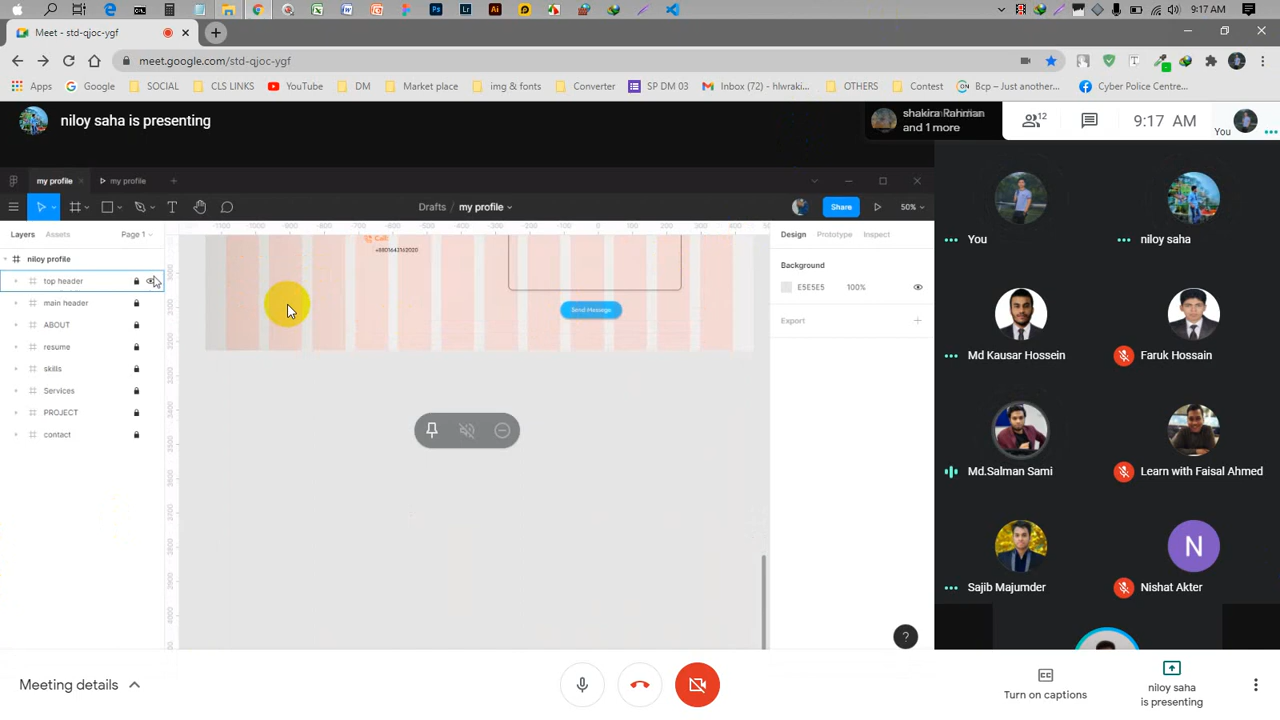 9:17 AM
Meet - std-qjoc-ygf
meet.google.com/std-qjoc-ygf
Apps
SOCIAL
CLS LINKS
YouTube
DM
Market place
img & fonts
Converter
SP DM 03
Inbox (72) - hlwraki...
OTHERS
Contest
Bcp – Just another...
Cyber Police Centre...
niloy saha is presenting
and 1 more
12
9:17 AM
You
my profile
my profile
Drafts / my profile
Share
50%
Layers
Assets
Page 1
Design
Prototype
Inspect
niloy profile
top header
main header
ABOUT
resume
skills
Services
PROJECT
contact
Background
E5E5E5
100%
Export
Call
+8801643162020
Send Message
You
niloy saha
Md Kausar Hossein
Faruk Hossain
Md.Salman Sami
Learn with Faisal Ahmed
Sajib Majumder
N
Nishat Akter
?
Meeting details
Turn on captions
niloy saha
is presenting